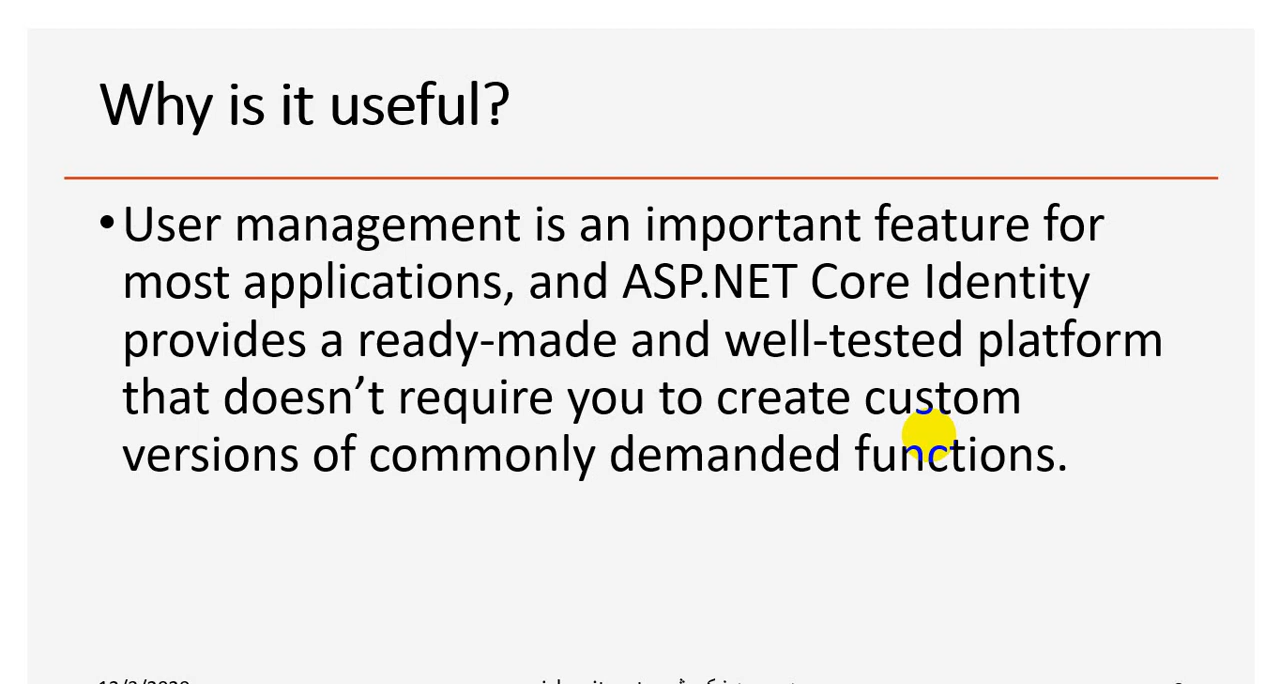 Why is it useful?
•User management is an important feature for
most applications, and ASP.NET Core Identity
provides a ready-made and well-tested platform
that doesn’t require you to create custom
versions of commonly demanded functions.